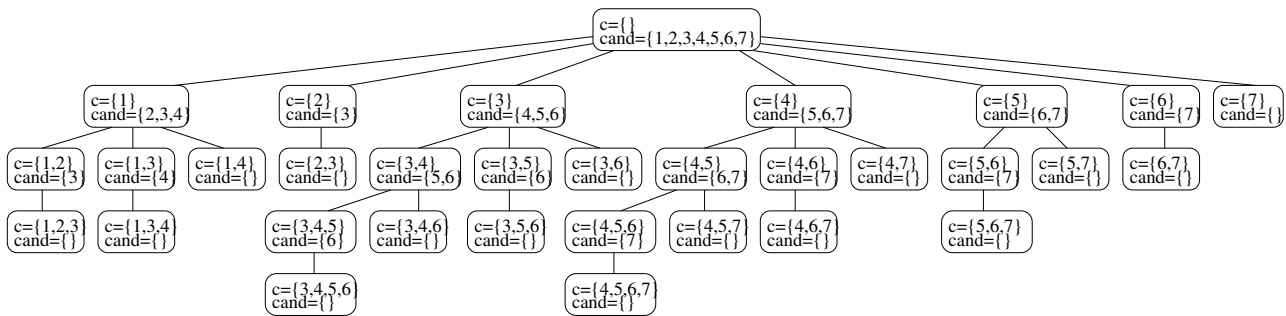 c={}
cand={1,2,3,4,5,6,7}
c={1}
cand={2,3,4}
c={2}
cand={3}
c={3}
cand={4,5,6}
c={4}
cand={5,6,7}
c={5}
cand={6,7}
c={6}
cand={7}
c={7}
cand={}
c={1,2}
cand={3}
c={1,3}
cand={4}
c={1,4}
cand={}
c={2,3}
cand={}
c={3,4}
cand={5,6}
c={3,5}
cand={6}
c={3,6}
cand={}
c={4,5}
cand={6,7}
c={4,6}
cand={7}
c={4,7}
cand={}
c={5,6}
cand={7}
c={5,7}
cand={}
c={6,7}
cand={}
c={1,2,3}
cand={}
c={1,3,4}
cand={}
c={3,4,5}
cand={6}
c={3,4,6}
cand={}
c={3,5,6}
cand={}
c={4,5,6}
cand={7}
c={4,5,7}
cand={}
c={4,6,7}
cand={}
c={5,6,7}
cand={}
c={3,4,5,6}
cand={}
c={4,5,6,7}
cand={}